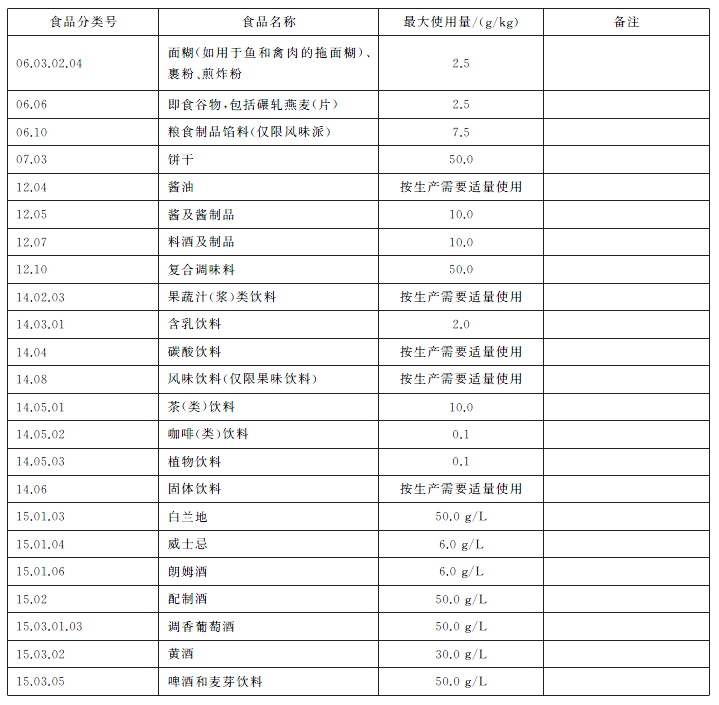 食品分类号 食品名称 最大使用量/(g/kg) 备注
06.03.02.04 面糊(如用于鱼和禽肉的拖面糊)、裹粉、煎炸粉 2.5
06.06 即食谷物,包括碾轧燕麦(片) 2.5
06.10 粮食制品馅料(仅限风味派) 7.5
07.03 饼干 50.0
12.04 酱油 按生产需要适量使用
12.05 酱及酱制品 10.0
12.07 料酒及制品 10.0
12.10 复合调味料 50.0
14.02.03 果蔬汁(浆)类饮料 按生产需要适量使用
14.03.01 含乳饮料 2.0
14.04 碳酸饮料 按生产需要适量使用
14.08 风味饮料(仅限果味饮料) 按生产需要适量使用
14.05.01 茶(类)饮料 10.0
14.05.02 咖啡(类)饮料 0.1
14.05.03 植物饮料 0.1
14.06 固体饮料 按生产需要适量使用
15.01.03 白兰地 50.0 g/L
15.01.04 威士忌 6.0 g/L
15.01.06 朗姆酒 6.0 g/L
15.02 配制酒 50.0 g/L
15.03.01.03 调香葡萄酒 50.0 g/L
15.03.02 黄酒 30.0 g/L
15.03.05 啤酒和麦芽饮料 50.0 g/L